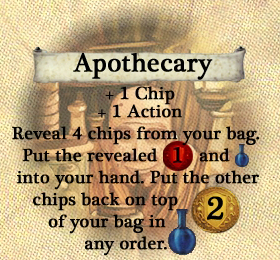 Apothecary
+ 1 Chip
+ 1 Action
Reveal 4 chips from your bag.
Put the revealed 1 and
into your hand. Put the other
chips back on top 2
of your bag in
any order.